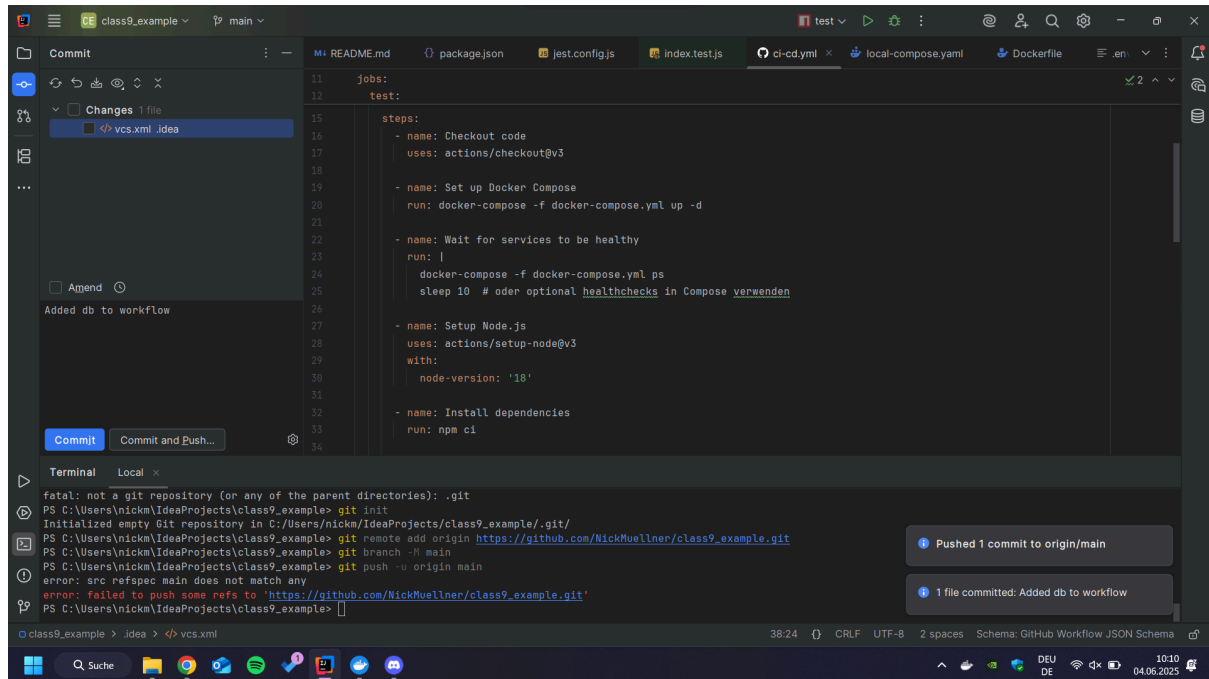 CE class9_example
main
test
Commit
README.md
package.json
jest.config.js
index.test.js
ci-cd.yml
local-compose.yaml
Dockerfile
.env
Changes 1 file
vcs.xml .idea
Amend
Added db to workflow
Commit
Commit and Push...
2
11 jobs:
12 test:
15 steps:
16 - name: Checkout code
17 uses: actions/checkout@v3
18
19 - name: Set up Docker Compose
20 run: docker-compose -f docker-compose.yml up -d
21
22 - name: Wait for services to be healthy
23 run: |
24 docker-compose -f docker-compose.yml ps
25 sleep 10 # oder optional healthchecks in Compose verwenden
26
27 - name: Setup Node.js
28 uses: actions/setup-node@v3
29 with:
30 node-version: '18'
31
32 - name: Install dependencies
33 run: npm ci
34
Terminal
Local
fatal: not a git repository (or any of the parent directories): .git
PS C:\Users\nickm\IdeaProjects\class9_example> git init
Initialized empty Git repository in C:/Users/nickm/IdeaProjects/class9_example/.git/
PS C:\Users\nickm\IdeaProjects\class9_example> git remote add origin https://github.com/NickMuellner/class9_example.git
PS C:\Users\nickm\IdeaProjects\class9_example> git branch -M main
PS C:\Users\nickm\IdeaProjects\class9_example> git push -u origin main
error: src refspec main does not match any
error: failed to push some refs to 'https://github.com/NickMuellner/class9_example.git'
PS C:\Users\nickm\IdeaProjects\class9_example>
Pushed 1 commit to origin/main
1 file committed: Added db to workflow
class9_example > .idea > vcs.xml
38:24 {} CRLF UTF-8 2 spaces Schema: GitHub Workflow JSON Schema
Suche
1
DEU
DE
10:10
04.06.2025